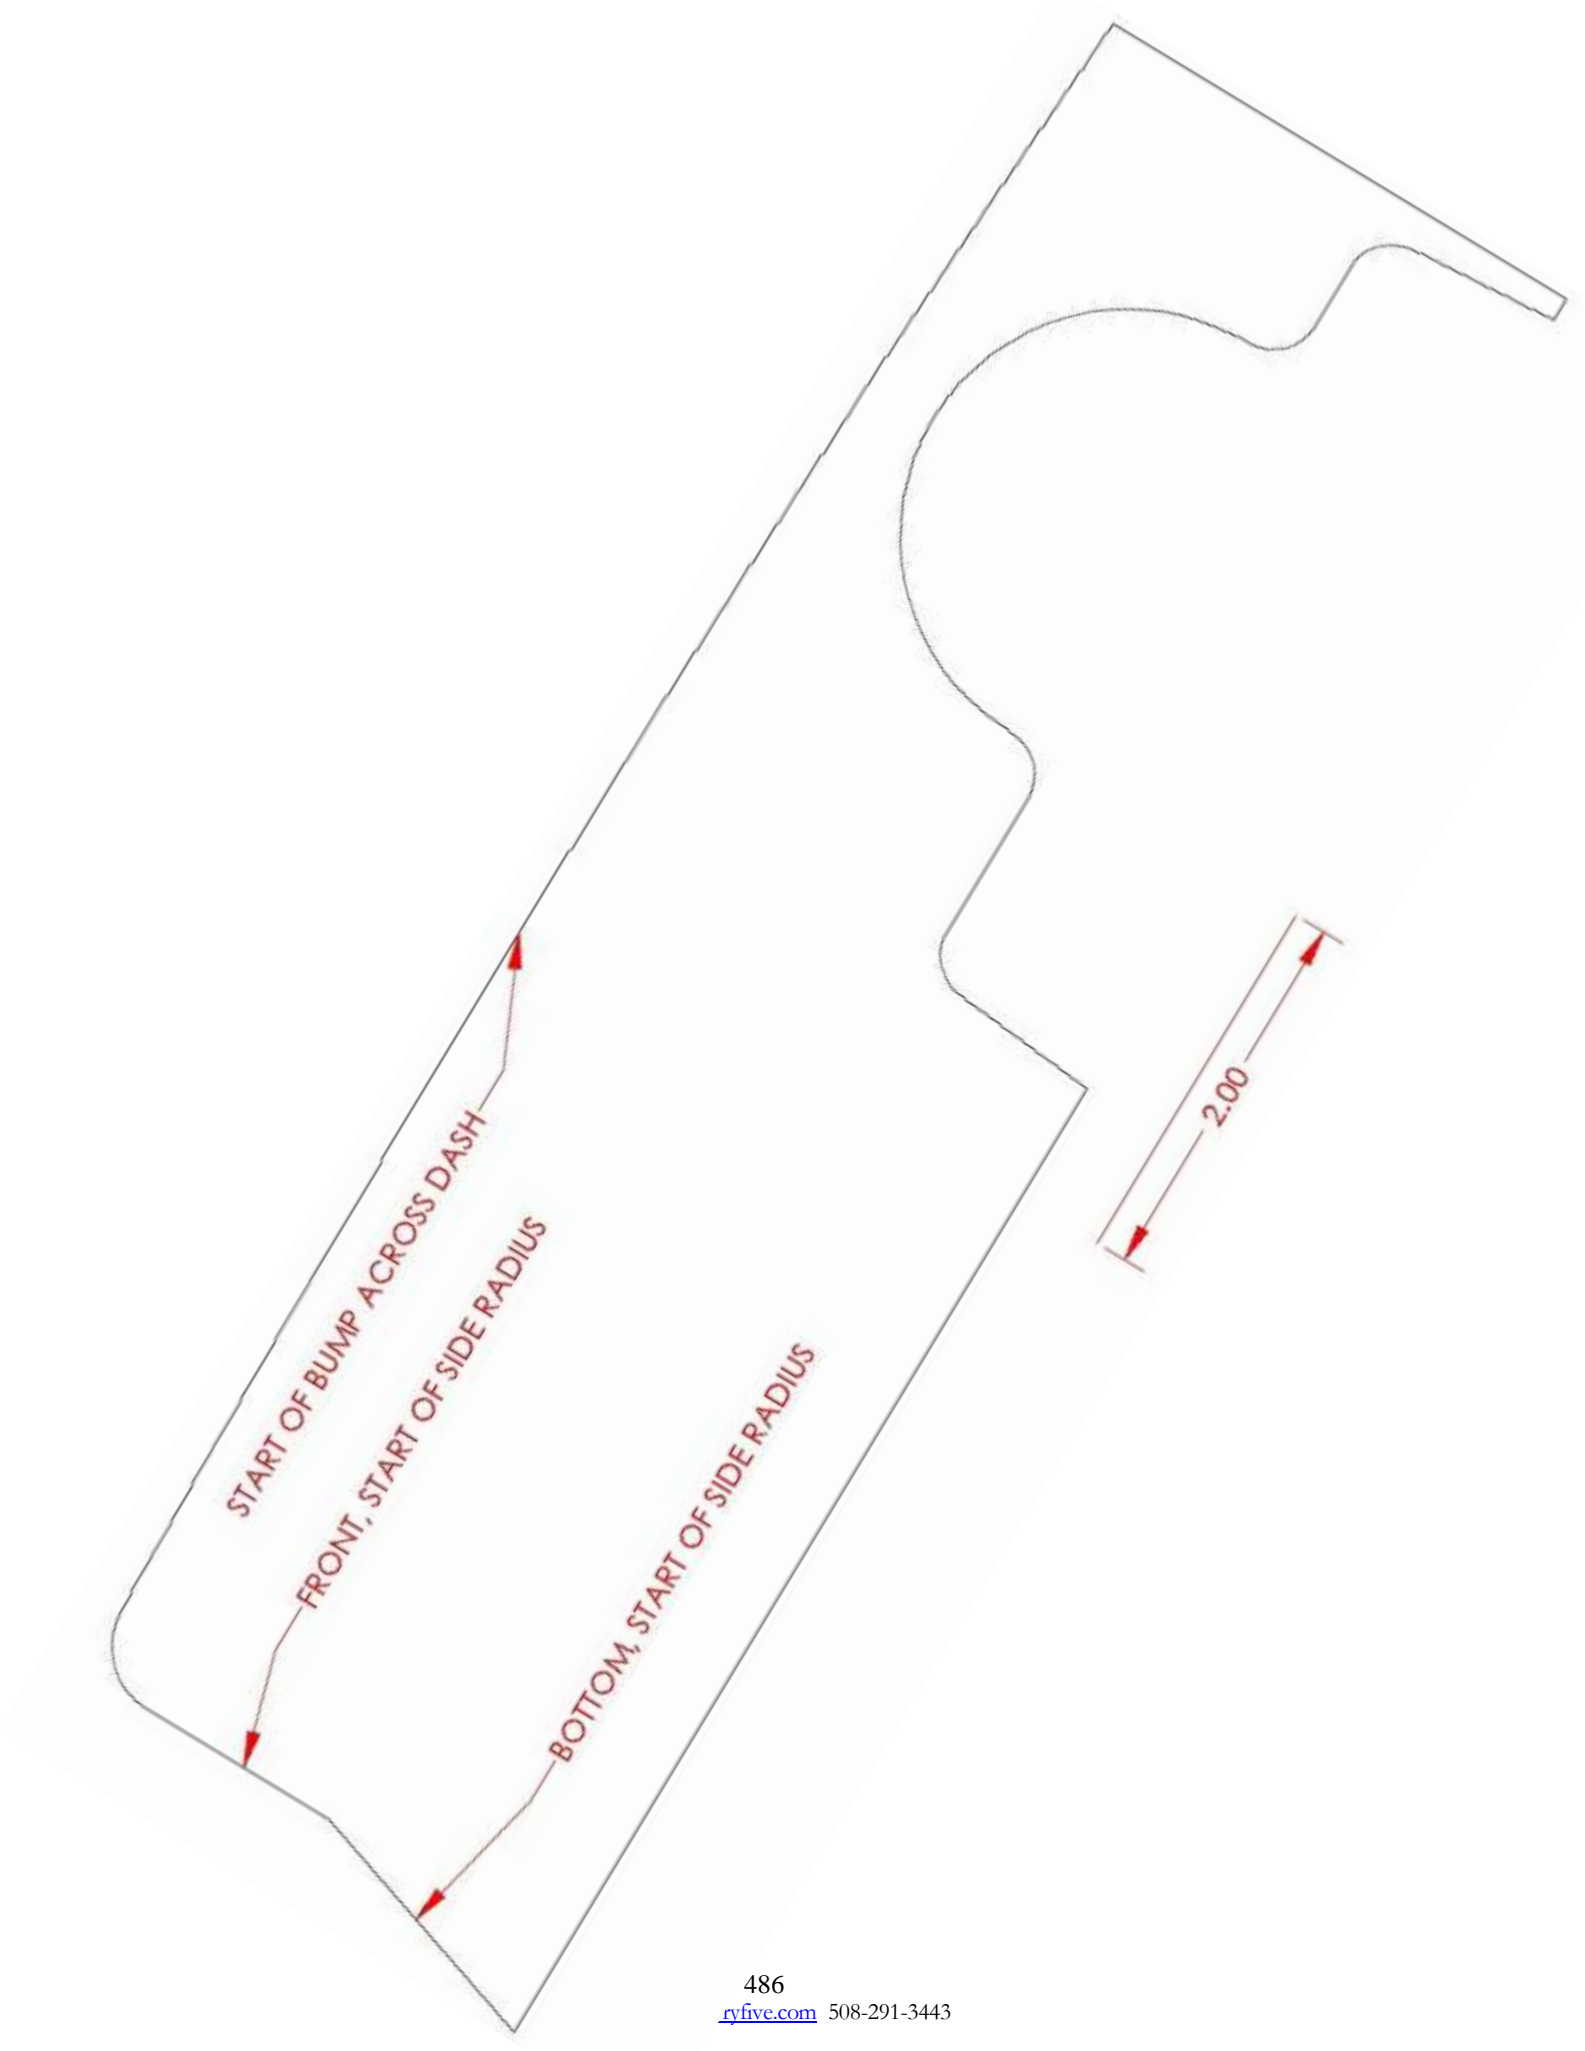 START OF BUMP ACROSS DASH
FRONT, START OF SIDE RADIUS
BOTTOM, START OF SIDE RADIUS
2.00
486
ryfive.com 508-291-3443